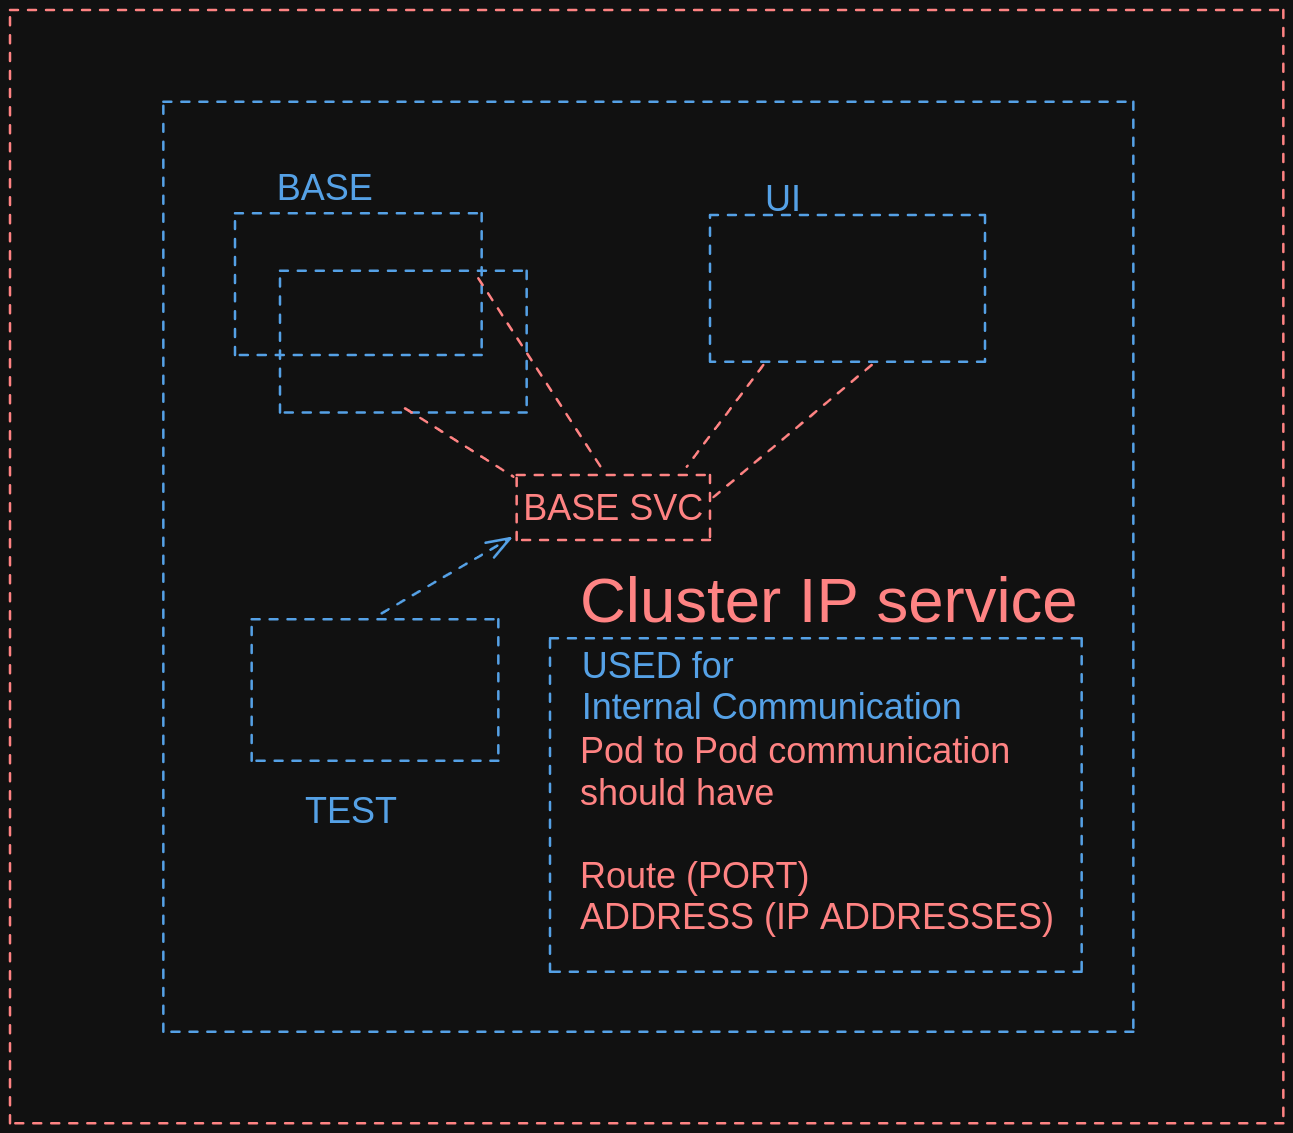 BASE
UI
BASE SVC
Cluster IP service
USED for
Internal Communication
Pod to Pod communication
should have
Route (PORT)
ADDRESS (IP ADDRESSES)
TEST